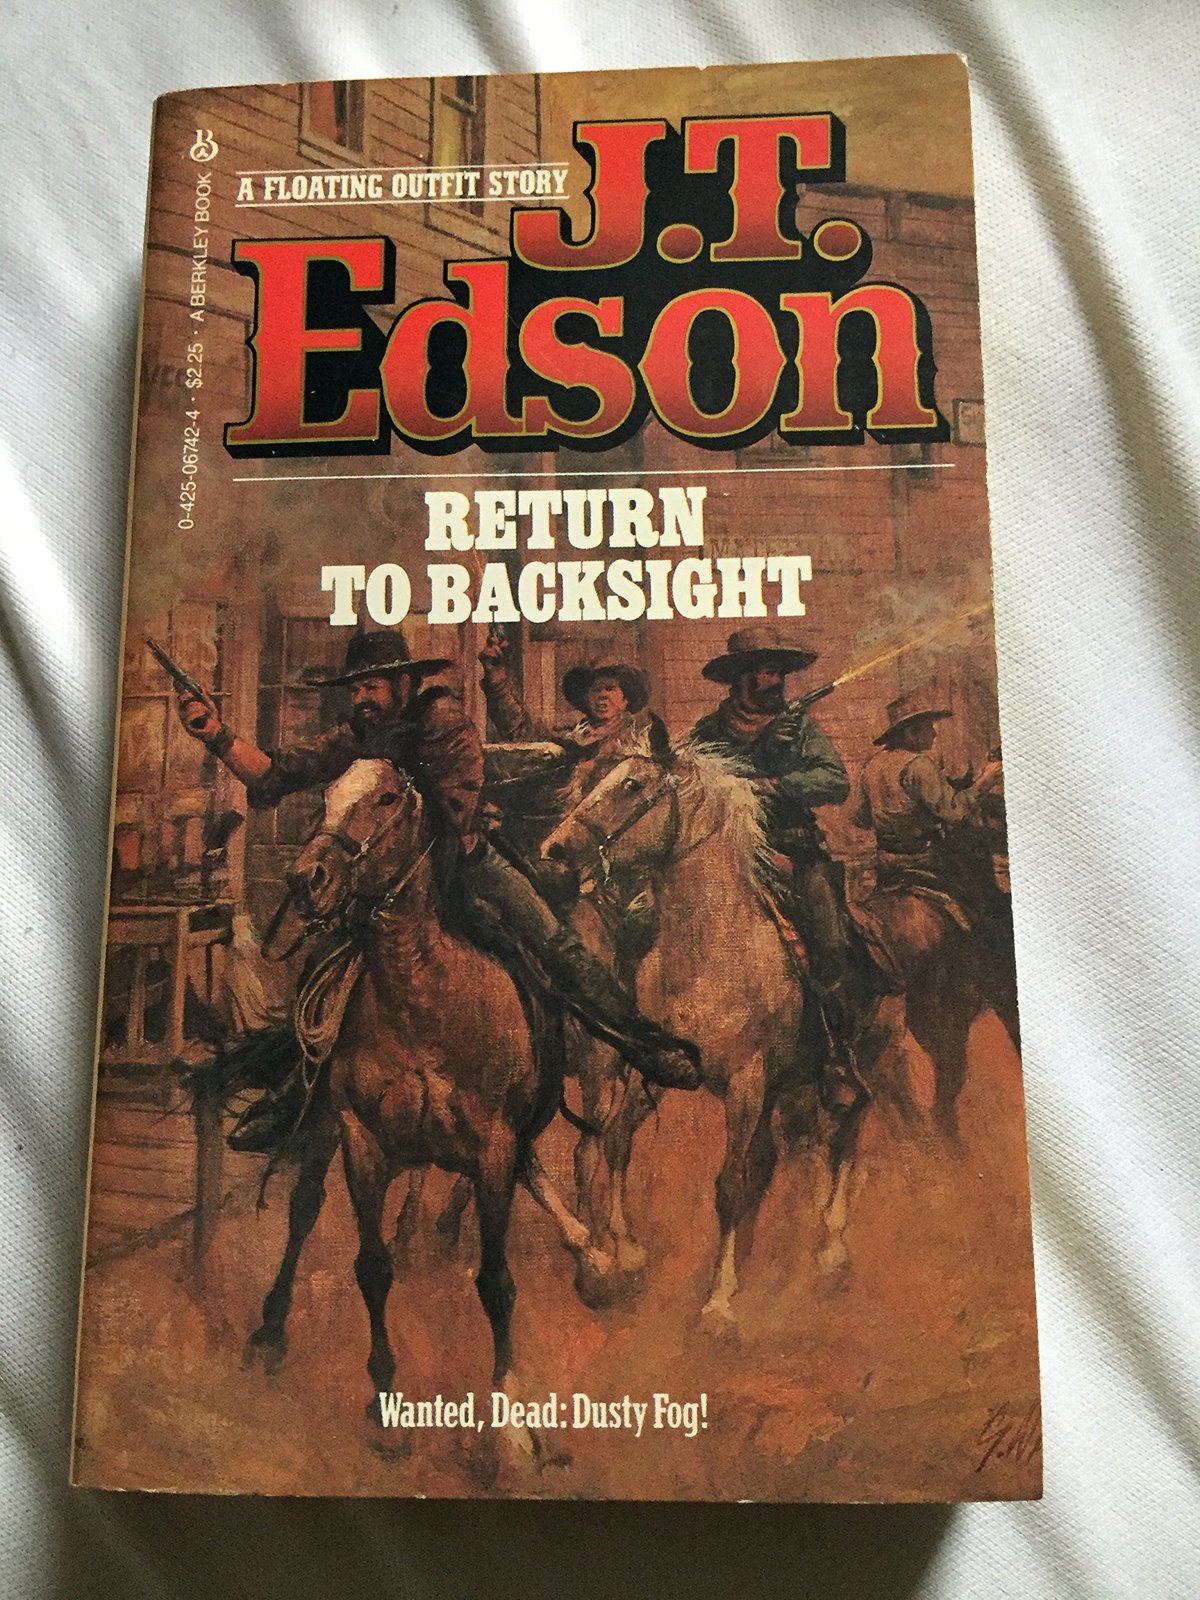 A FLOATING OUTFIT STORY
J.T.
Edson
RETURN
TO BACKSIGHT
Wanted, Dead: Dusty Fog!
0-425-06742-4 · $2.25 · A BERKLEY BOOK